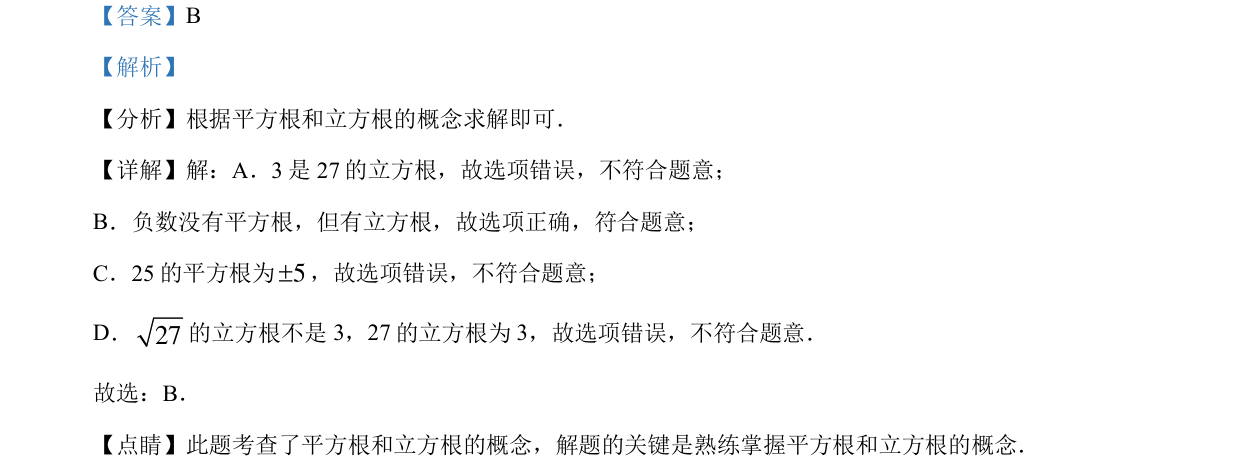 【答案】B
【解析】
【分析】根据平方根和立方根的概念求解即可．
【详解】解：A．3 是 27 的立方根，故选项错误，不符合题意；
B．负数没有平方根，但有立方根，故选项正确，符合题意；
C．25 的平方根为±5，故选项错误，不符合题意；
D．√27 的立方根不是 3，27 的立方根为 3，故选项错误，不符合题意．
故选：B．
【点睛】此题考查了平方根和立方根的概念，解题的关键是熟练掌握平方根和立方根的概念．